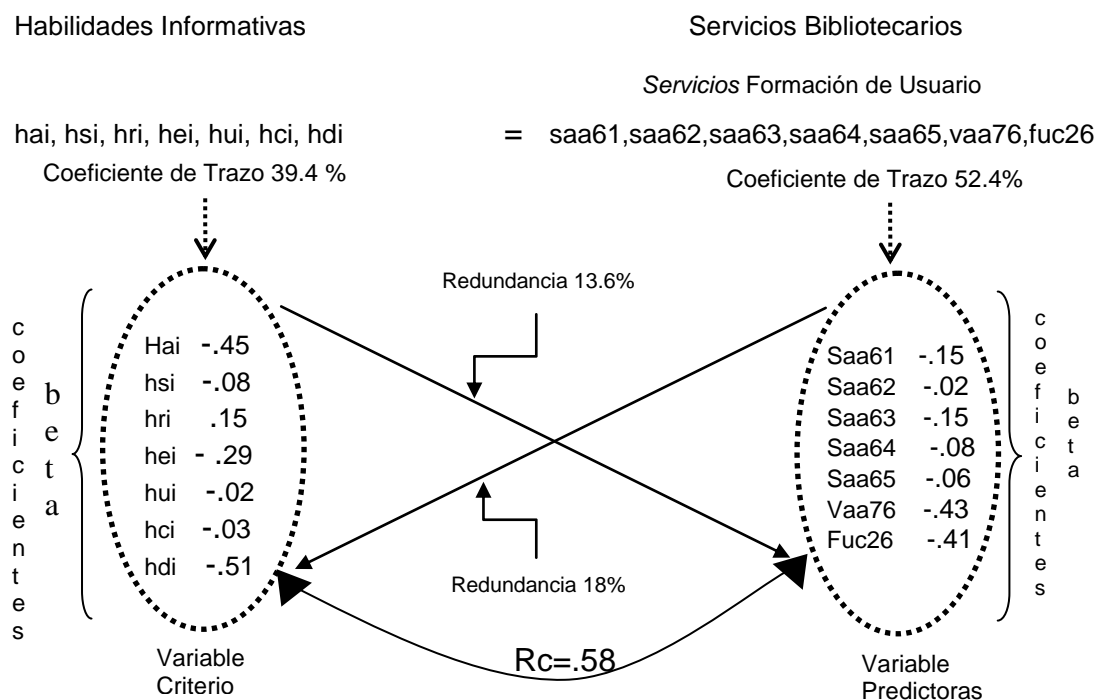 Habilidades Informativas
Servicios Bibliotecarios
Servicios Formación de Usuario
hai, hsi, hri, hei, hui, hci, hdi = saa61,saa62,saa63,saa64,saa65,vaa76,fuc26
Coeficiente de Trazo 39.4 %
Coeficiente de Trazo 52.4%
Redundancia 13.6%
coeficientes
beta
Hai -.45
hsi -.08
hri .15
hei - .29
hui -.02
hci -.03
hdi -.51
Saa61 -.15
Saa62 -.02
Saa63 -.15
Saa64 -.08
Saa65 -.06
Vaa76 -.43
Fuc26 -.41
coeficientes
beta
Redundancia 18%
Rc=.58
Variable
Criterio
Variable
Predictoras